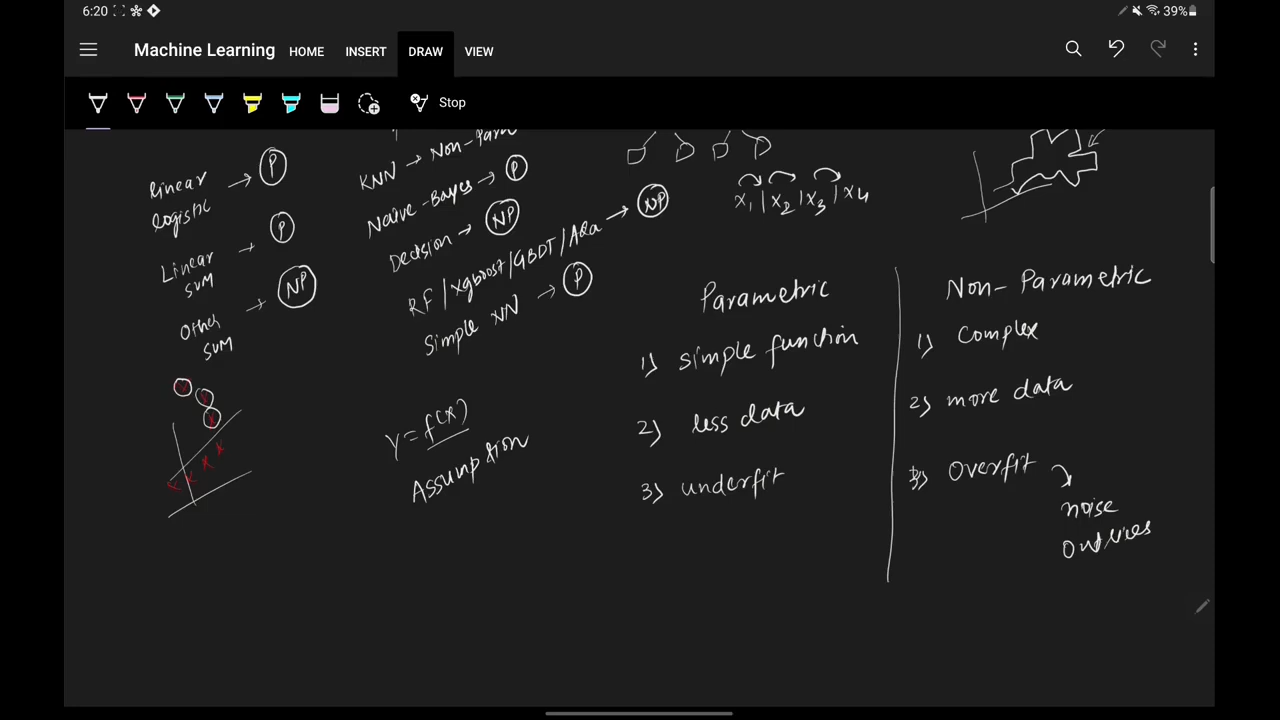 6:20
39%
Machine Learning HOME INSERT DRAW VIEW
Stop
linear
logistic → P
Linear
SVM → P
Other
SVM → NP
KNN → Non-Para
Naive-Bayes → P
Decision → NP
RF/Xgboost/GBDT/Ada → NP
Simple NN → P
x1 | x2 | x3 | x4
y = f(x)
Assumption
Parametric
1) simple function
2) less data
3) underfit
Non-Parametric
1) Complex
2) more data
3) Overfit
noise